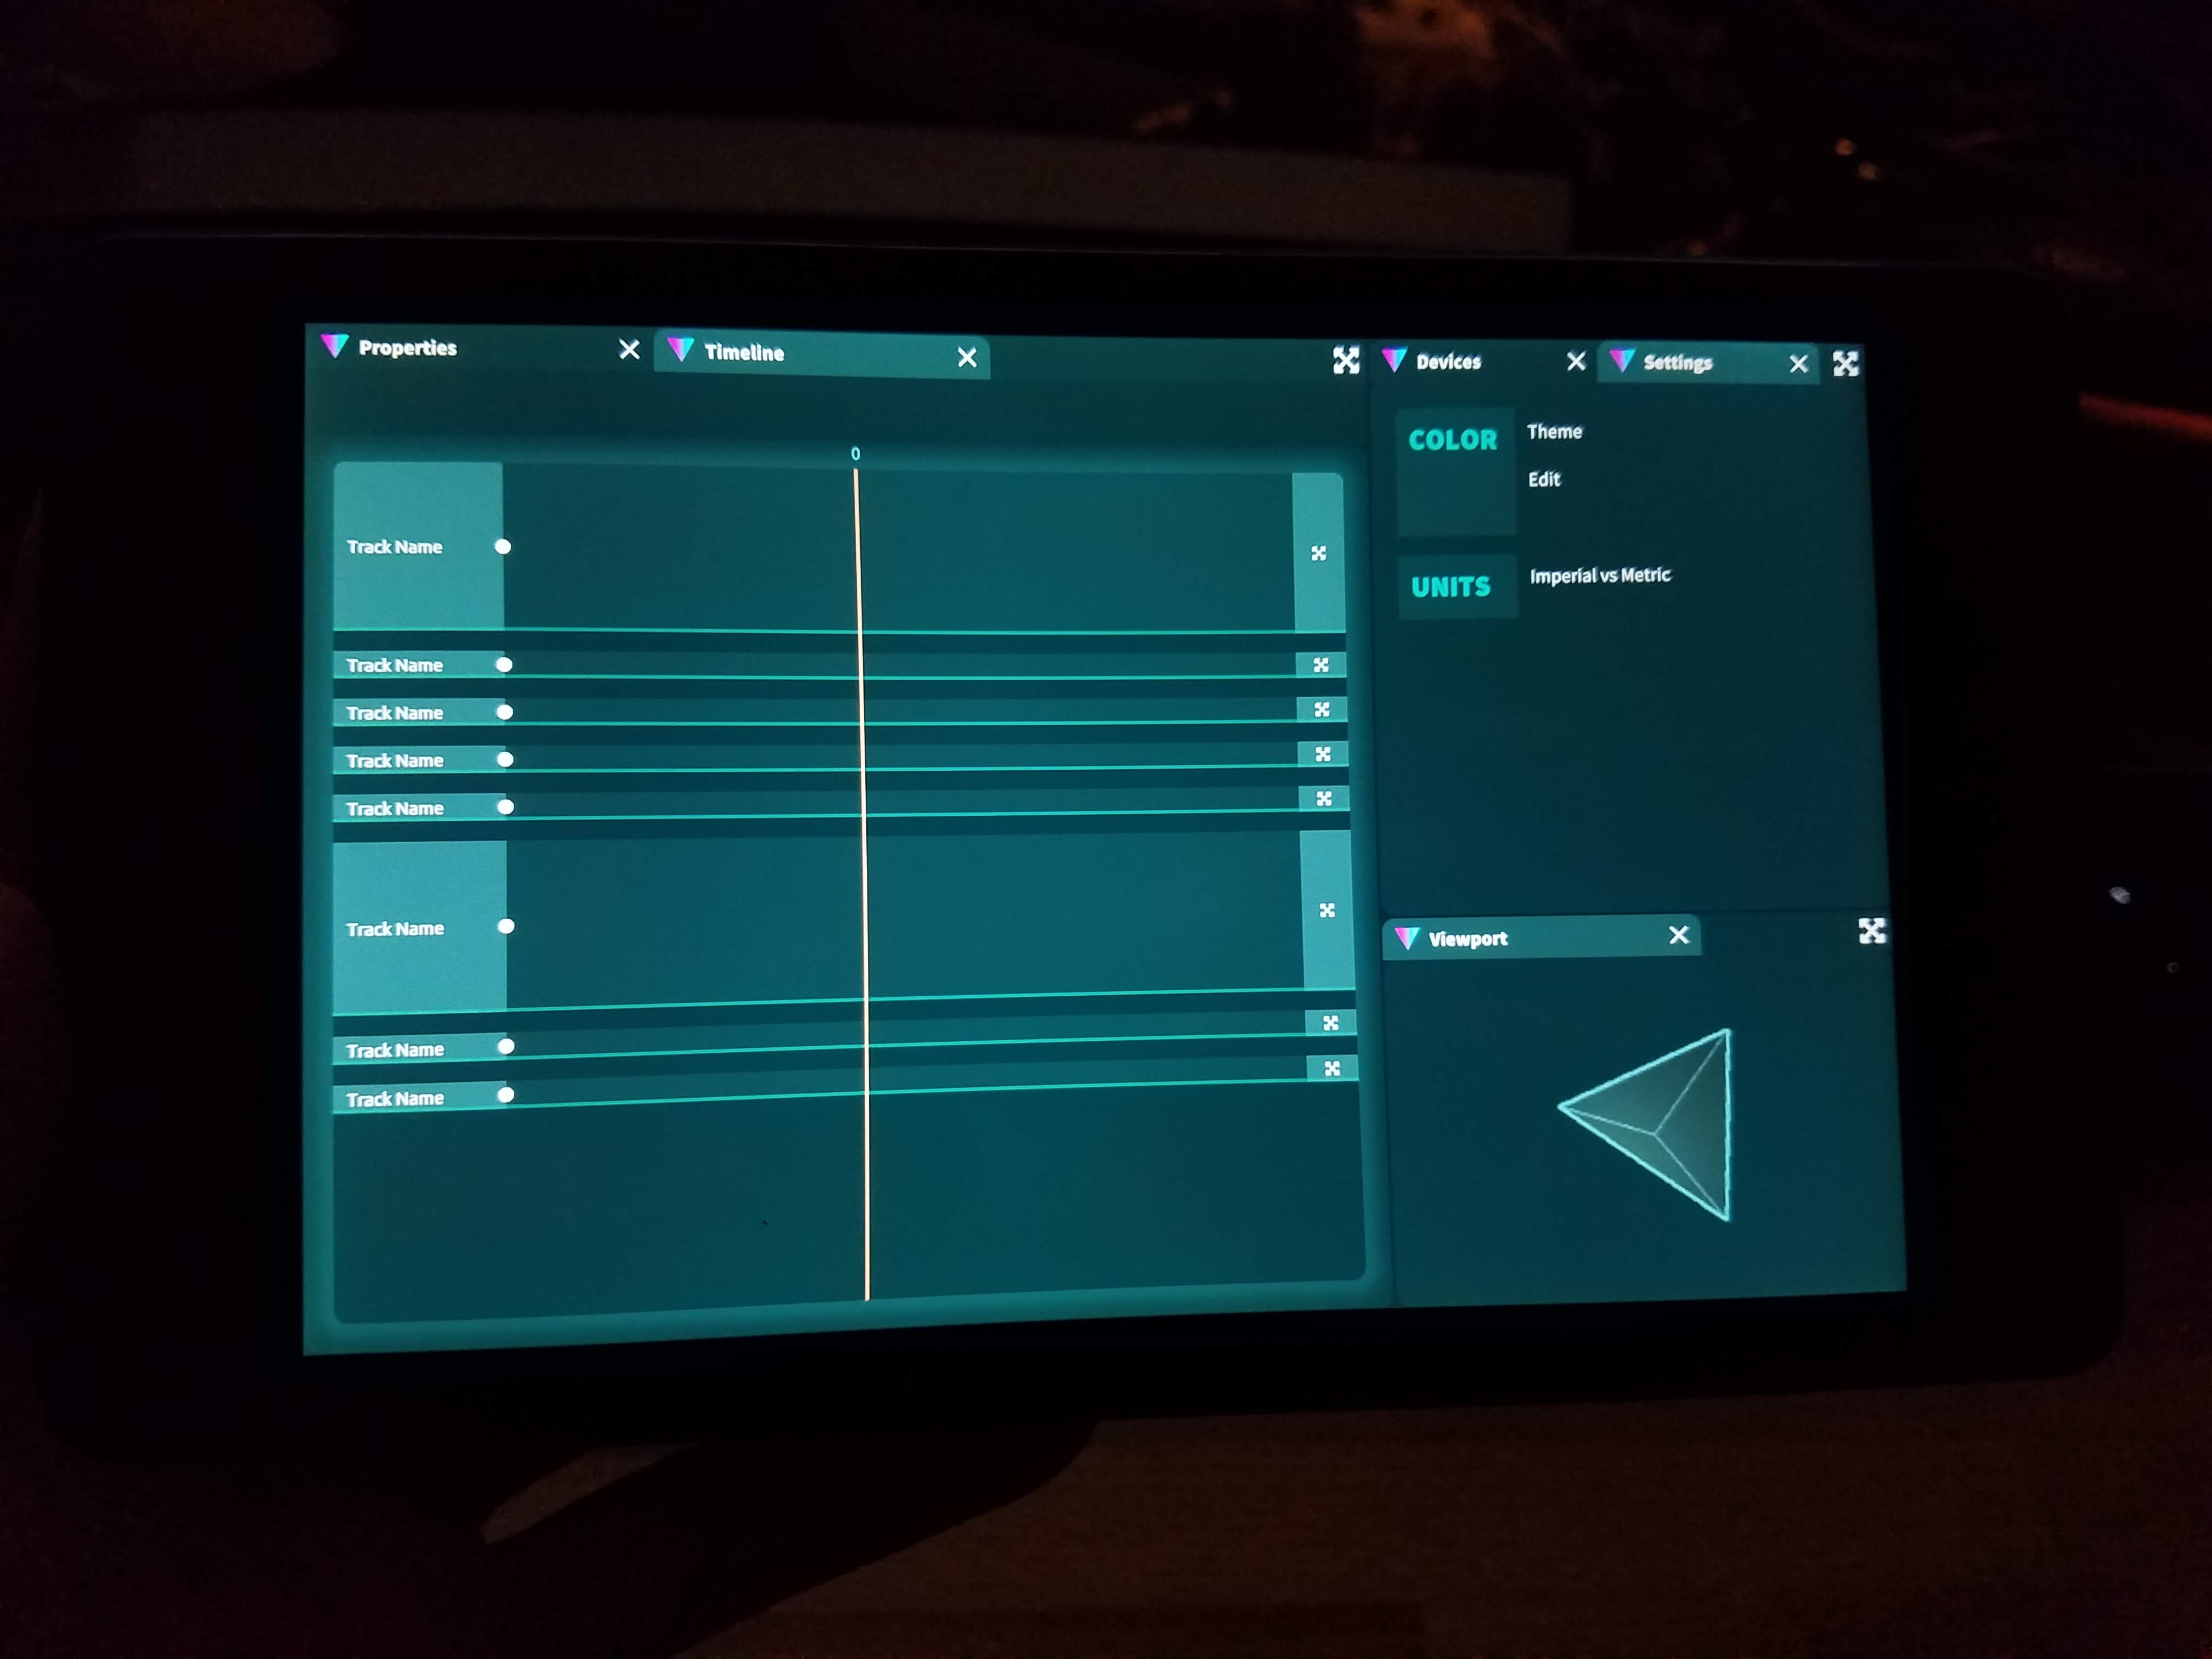 Properties
Timeline
0
Track Name
Track Name
Track Name
Track Name
Track Name
Track Name
Track Name
Track Name
Devices
Settings
COLOR
Theme
Edit
UNITS
Imperial vs Metric
Viewport